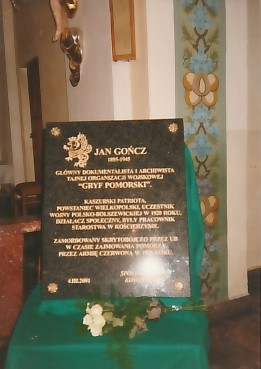 JAN GOŃCZ
1895-1945
GŁÓWNY DOKUMENTALISTA I ARCHIWISTA
TAJNEJ ORGANIZACJI WOJSKOWEJ
"GRYF POMORSKI".
KASZUBSKI PATRIOTA,
POWSTANIEC WIELKOPOLSKI, UCZESTNIK
WOJNY POLSKO-BOLSZEWICKIEJ W 1920 ROKU,
DZIAŁACZ SPOŁECZNY, BYŁY PRACOWNIK
STAROSTWA W KOŚCIERZYNIE.
ZAMORDOWANY SKRYTOBÓJCZO PRZEZ UB
W CZASIE ZAJMOWANIA POMORZA
PRZEZ ARMIĘ CZERWONĄ W 1945 ROKU.
4.III.2001